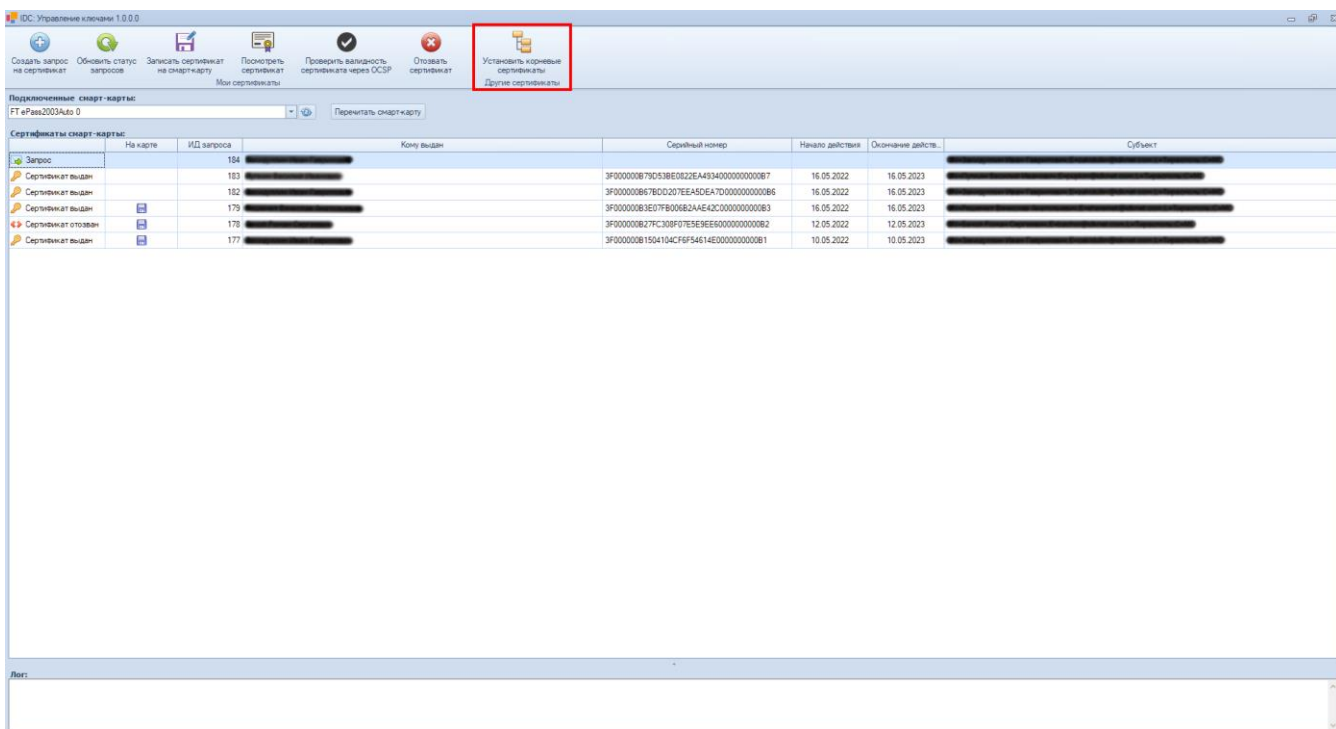 IDC: Управление ключами 1.0.0.0
Создать запрос на сертификат
Обновить статус запросов
Записать сертификат на смарт-карту
Посмотреть сертификат
Проверить валидность сертификата через OCSP
Отозвать сертификат
Установить корневые сертификаты
Мои сертификаты
Другие сертификаты
Подключенные смарт-карты:
FT ePass2003Auto 0
Перечитать смарт-карту
Сертификаты смарт-карты:
На карте ИД запроса Кому выдан Серийный номер Начало действия Окончание действ... Субъект
Запрос 184
Сертификат выдан 183 3F000000B79D53BE0822EA49340000000000B7 16.05.2022 16.05.2023
Сертификат выдан 182 3F000000B67BDD207EEA5DEA7D0000000000B6 16.05.2022 16.05.2023
Сертификат выдан 179 3F000000B3E07FB006B2AAE42C0000000000B3 16.05.2022 16.05.2023
Сертификат отозван 178 3F000000B27FC308F07E5E9EE60000000000B2 12.05.2022 12.05.2023
Сертификат выдан 177 3F000000B1504104CF6F54614E0000000000B1 10.05.2022 10.05.2023
Лог: